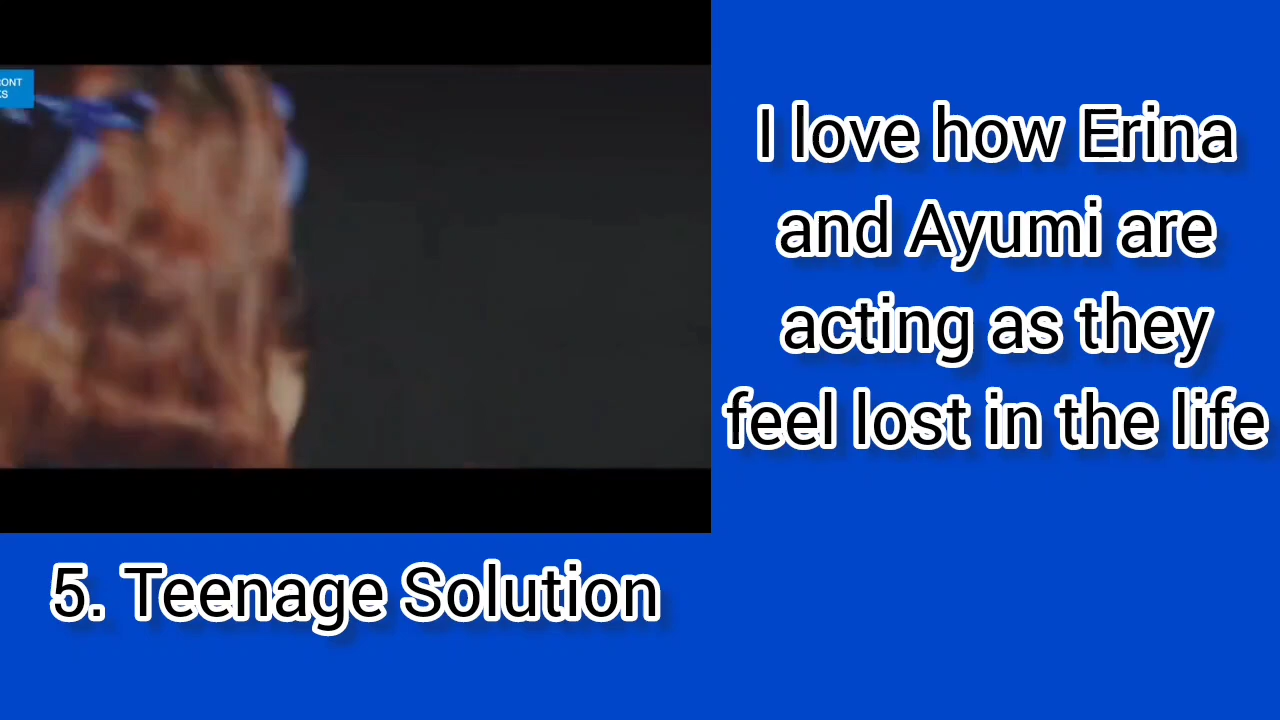 I love how Erina
and Ayumi are
acting as they
feel lost in the life
5. Teenage Solution